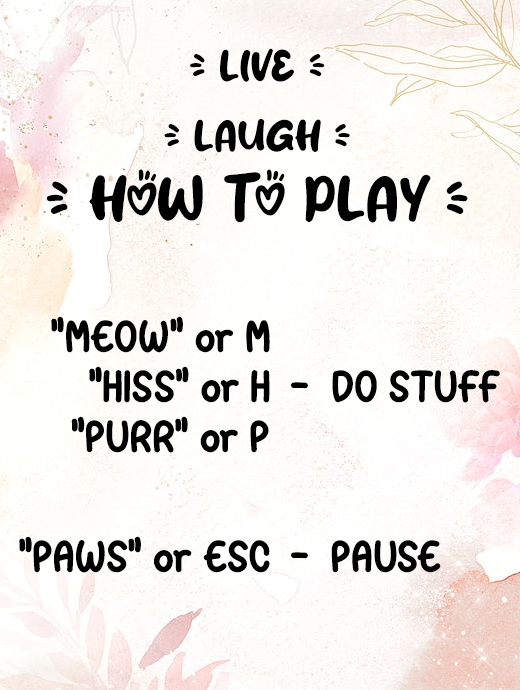 LIVE
LAUGH
HOW TO PLAY
"MEOW" or M
"HISS" or H - DO STUFF
"PURR" or P
"PAWS" or ESC - PAUSE